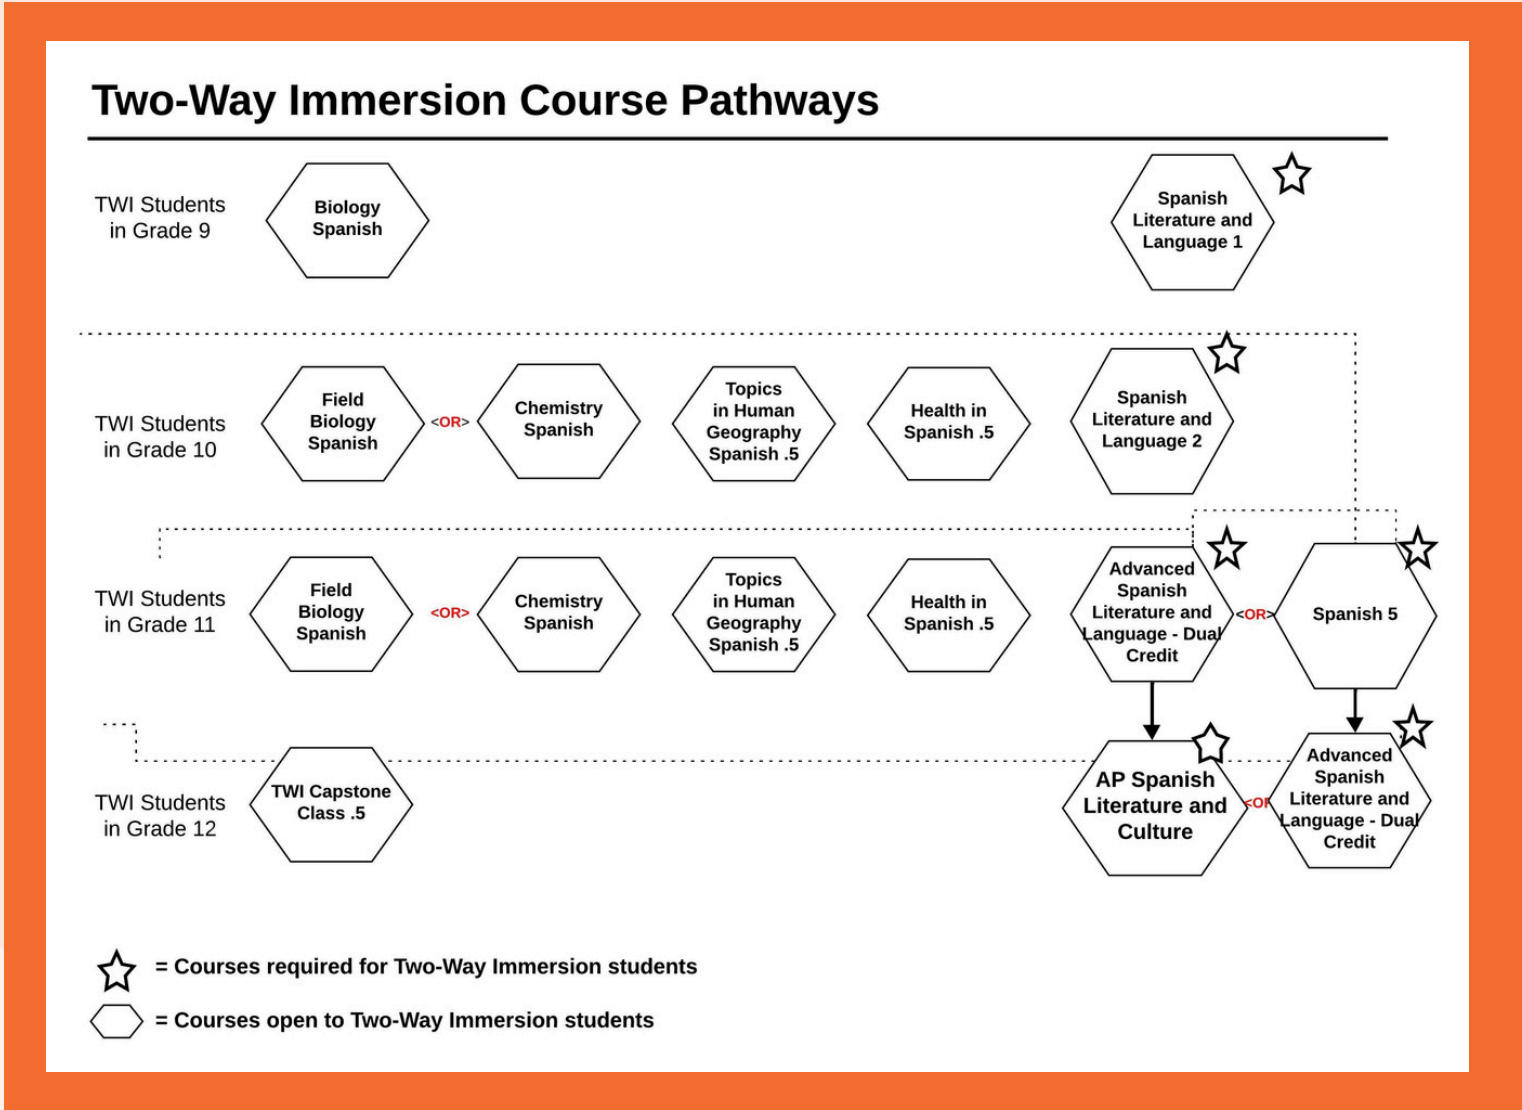 Two-Way Immersion Course Pathways
TWI Students
in Grade 9
Biology
Spanish
Spanish
Literature and
Language 1
TWI Students
in Grade 10
Field
Biology
Spanish
<OR>
Chemistry
Spanish
Topics
in Human
Geography
Spanish .5
Health in
Spanish .5
Spanish
Literature and
Language 2
TWI Students
in Grade 11
Field
Biology
Spanish
<OR>
Chemistry
Spanish
Topics
in Human
Geography
Spanish .5
Health in
Spanish .5
Advanced
Spanish
Literature and
Language - Dual
Credit
<OR>
Spanish 5
TWI Students
in Grade 12
TWI Capstone
Class .5
AP Spanish
Literature and
Culture
<OR
Advanced
Spanish
Literature and
Language - Dual
Credit
= Courses required for Two-Way Immersion students
= Courses open to Two-Way Immersion students